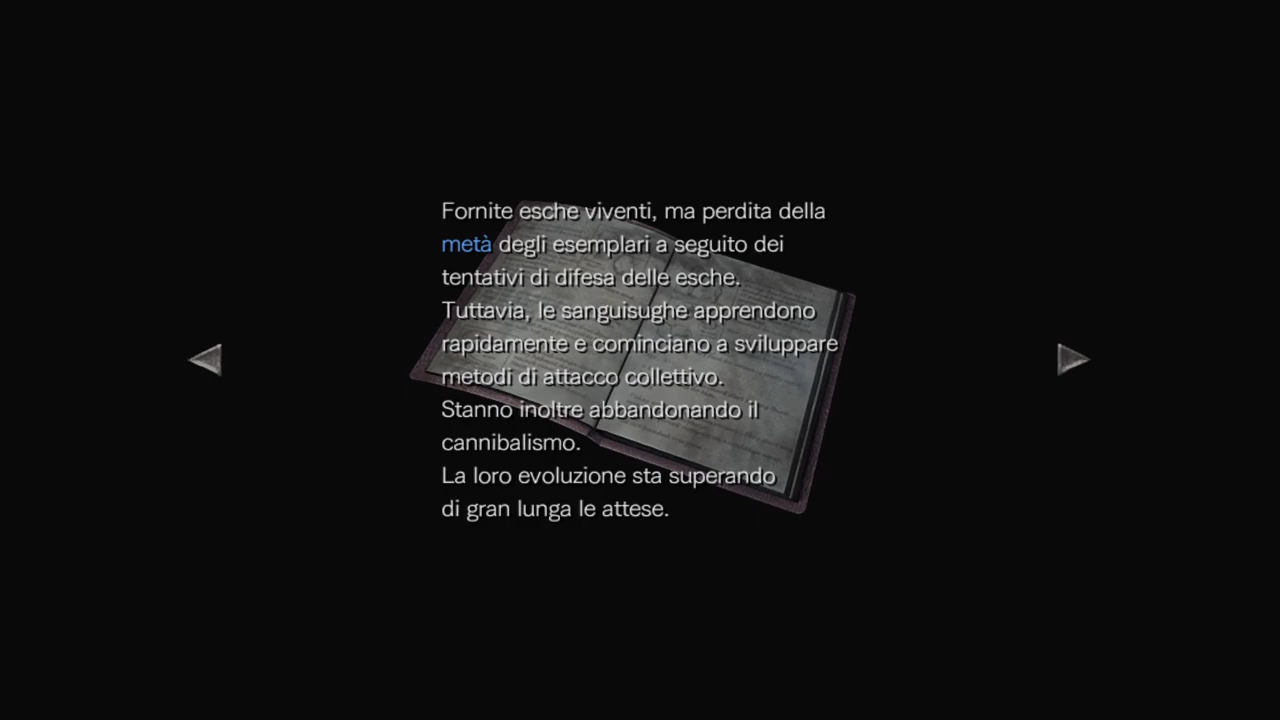 Fornite esche viventi, ma perdita della
metà degli esemplari a seguito dei
tentativi di difesa delle esche.
Tuttavia, le sanguisughe apprendono
rapidamente e cominciano a sviluppare
metodi di attacco collettivo.
Stanno inoltre abbandonando il
cannibalismo.
La loro evoluzione sta superando
di gran lunga le attese.